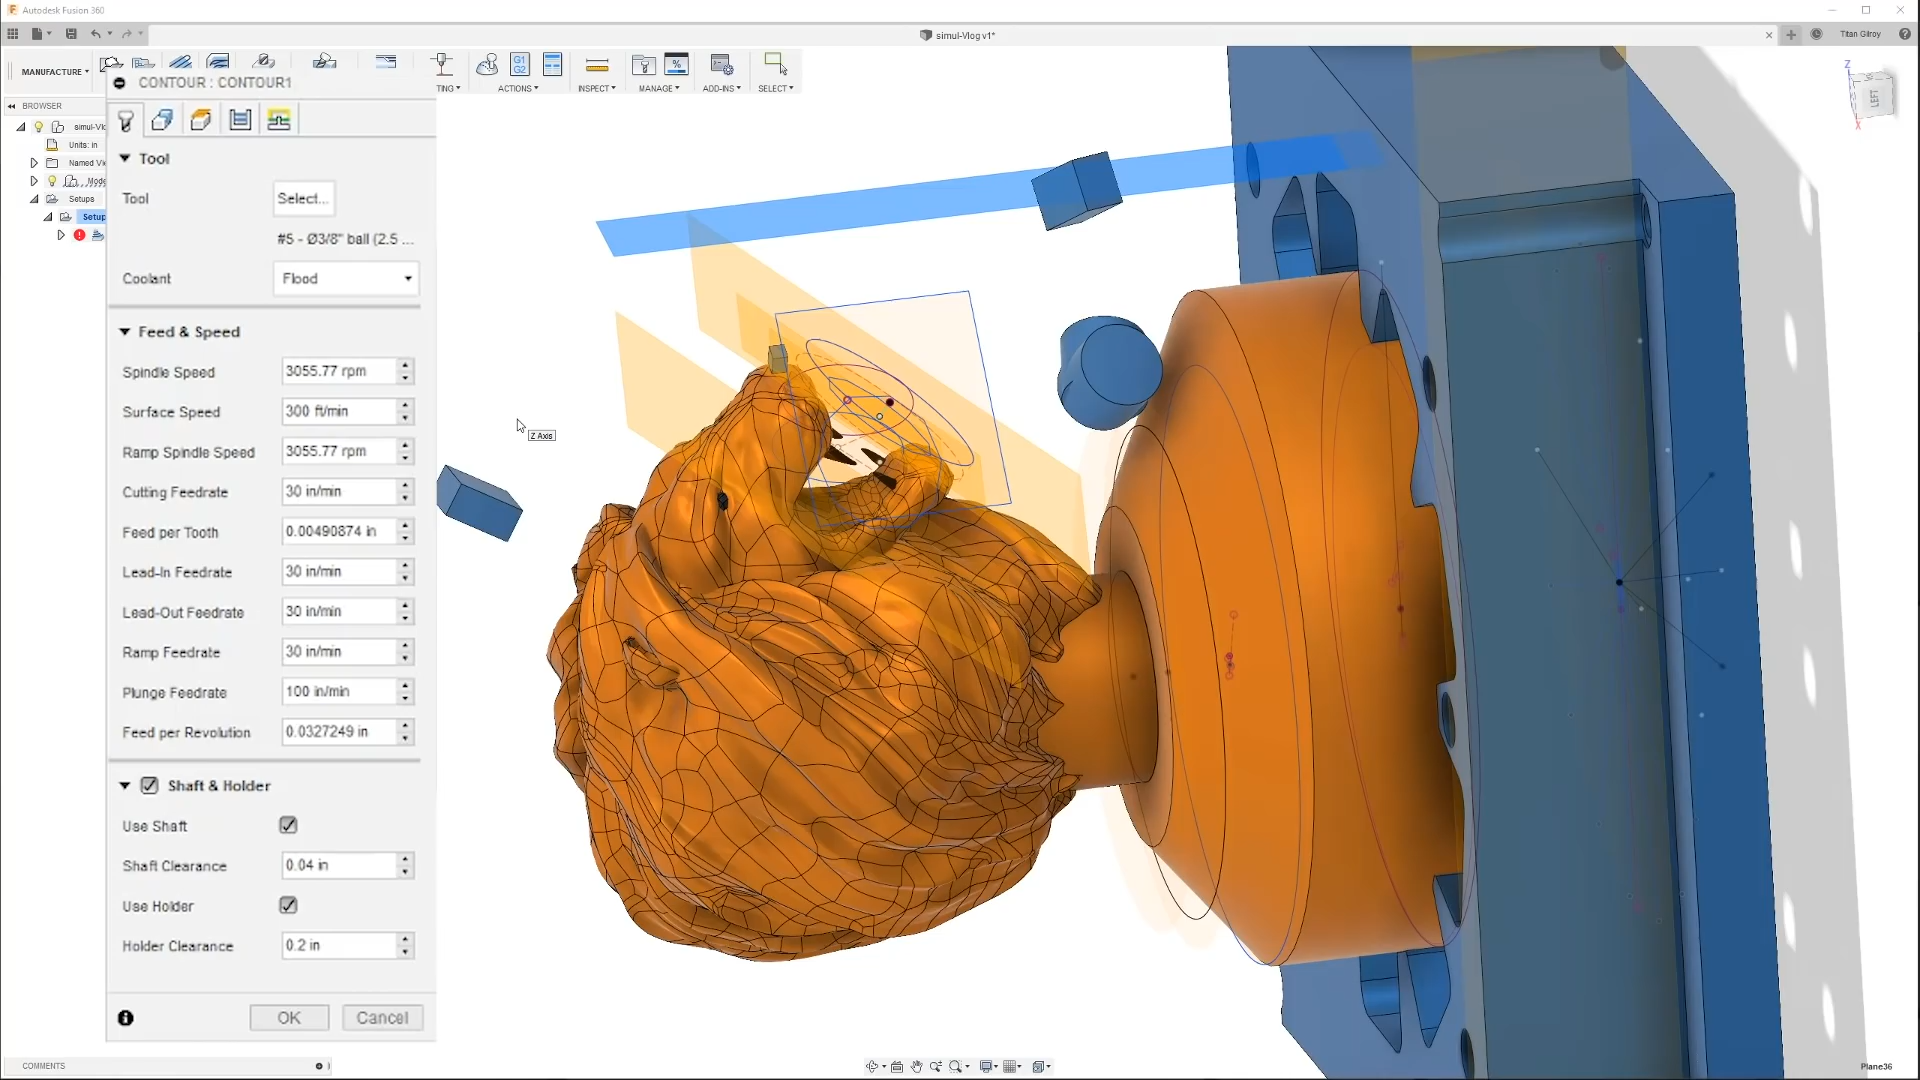 Autodesk Fusion 360
simul-Vlog v1*
Titan Gilroy
MANUFACTURE
ACTIONS
INSPECT
MANAGE
ADD-INS
SELECT
G1
G2
%
CONTOUR : CONTOUR1
BROWSER
Units: in
Setups
Tool
Tool
Select...
#5 - Ø3/8" ball (2.5 ...
Coolant
Flood
Feed & Speed
Spindle Speed
3055.77 rpm
Surface Speed
300 ft/min
Ramp Spindle Speed
3055.77 rpm
Cutting Feedrate
30 in/min
Feed per Tooth
0.00490874 in
Lead-In Feedrate
30 in/min
Lead-Out Feedrate
30 in/min
Ramp Feedrate
30 in/min
Plunge Feedrate
100 in/min
Feed per Revolution
0.0327249 in
Shaft & Holder
Use Shaft
Shaft Clearance
0.04 in
Use Holder
Holder Clearance
0.2 in
OK
Cancel
Z Axis
Z
LEFT
X
COMMENTS
Plane36